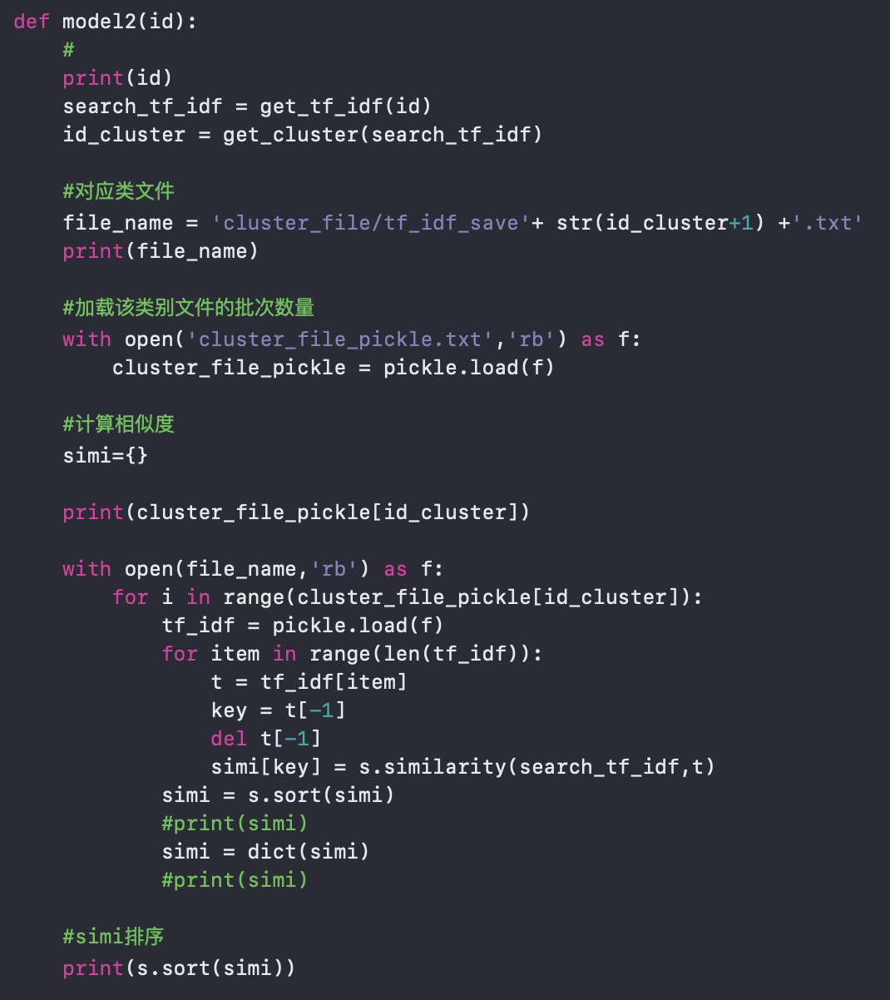 def model2(id):
    #
    print(id)
    search_tf_idf = get_tf_idf(id)
    id_cluster = get_cluster(search_tf_idf)
    #对应类文件
    file_name = 'cluster_file/tf_idf_save'+ str(id_cluster+1) +'.txt'
    print(file_name)
    #加载该类别文件的批次数量
    with open('cluster_file_pickle.txt','rb') as f:
        cluster_file_pickle = pickle.load(f)
    #计算相似度
    simi={}
    print(cluster_file_pickle[id_cluster])
    with open(file_name,'rb') as f:
        for i in range(cluster_file_pickle[id_cluster]):
            tf_idf = pickle.load(f)
            for item in range(len(tf_idf)):
                t = tf_idf[item]
                key = t[-1]
                del t[-1]
                simi[key] = s.similarity(search_tf_idf,t)
            simi = s.sort(simi)
            #print(simi)
            simi = dict(simi)
            #print(simi)
    #simi排序
    print(s.sort(simi))